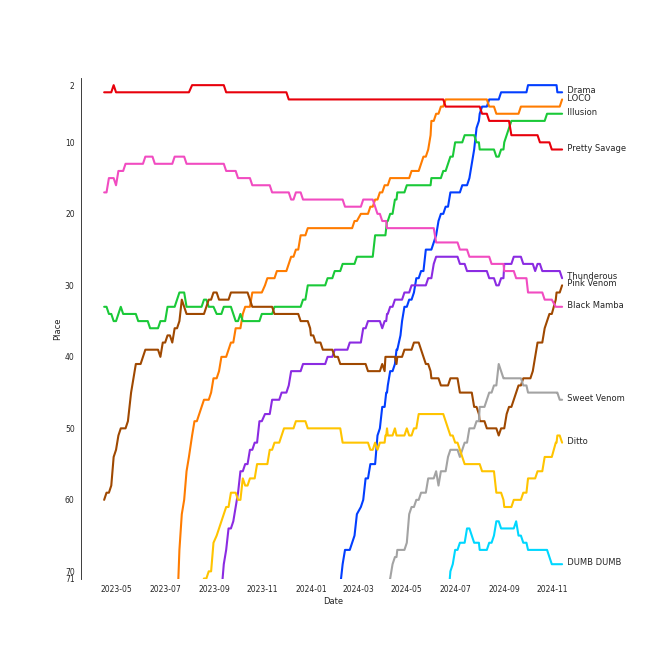 2
Drama
LOCO
Illusion
10
Pretty Savage
20
Thunderous
30
Pink Venom
Black Mamba
Place
40
Sweet Venom
50
Ditto
60
DUMB DUMB
70
71
2023-05
2023-07
2023-09
2023-11
2024-01
2024-03
2024-05
2024-07
2024-09
2024-11
Date